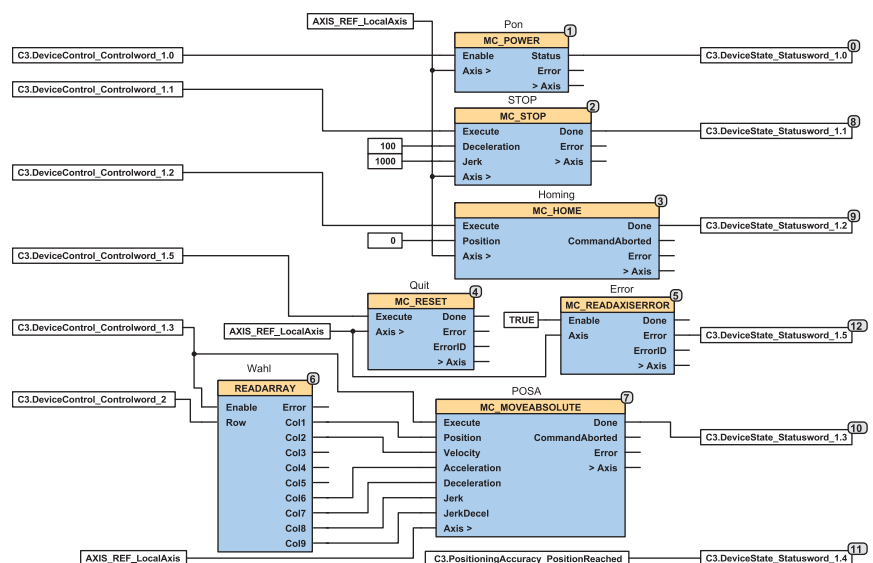 Pon
1
AXIS_REF_LocalAxis
MC_POWER
0
C3.DeviceControl_Controlword_1.0
Enable Status
C3.DeviceState_Statusword_1.0
Axis > Error
> Axis
C3.DeviceControl_Controlword_1.1
STOP
2
MC_STOP
8
Execute Done
C3.DeviceState_Statusword_1.1
100
Deceleration Error
1000
Jerk > Axis
C3.DeviceControl_Controlword_1.2
Axis >
Homing
3
MC_HOME
9
Execute Done
C3.DeviceState_Statusword_1.2
0
Position CommandAborted
C3.DeviceControl_Controlword_1.5
Axis > Error
> Axis
Quit
4
Error
5
MC_RESET
MC_READAXISERROR
Execute Done
TRUE
Enable Done
12
C3.DeviceControl_Controlword_1.3
AXIS_REF_LocalAxis
Axis > Error
Axis Error
C3.DeviceState_Statusword_1.5
ErrorID
ErrorID
> Axis
> Axis
Wahl
6
READARRAY
POSA
7
C3.DeviceControl_Controlword_2
MC_MOVEABSOLUTE
Enable Error
Row Col1
Execute Done
10
Col2
Position CommandAborted
C3.DeviceState_Statusword_1.3
Col3
Velocity Error
Col4
Acceleration > Axis
Col5
Deceleration
Col6
Jerk
Col7
JerkDecel
Col8
Axis >
Col9
11
AXIS_REF_LocalAxis
C3.PositioningAccuracy_PositionReached
C3.DeviceState_Statusword_1.4